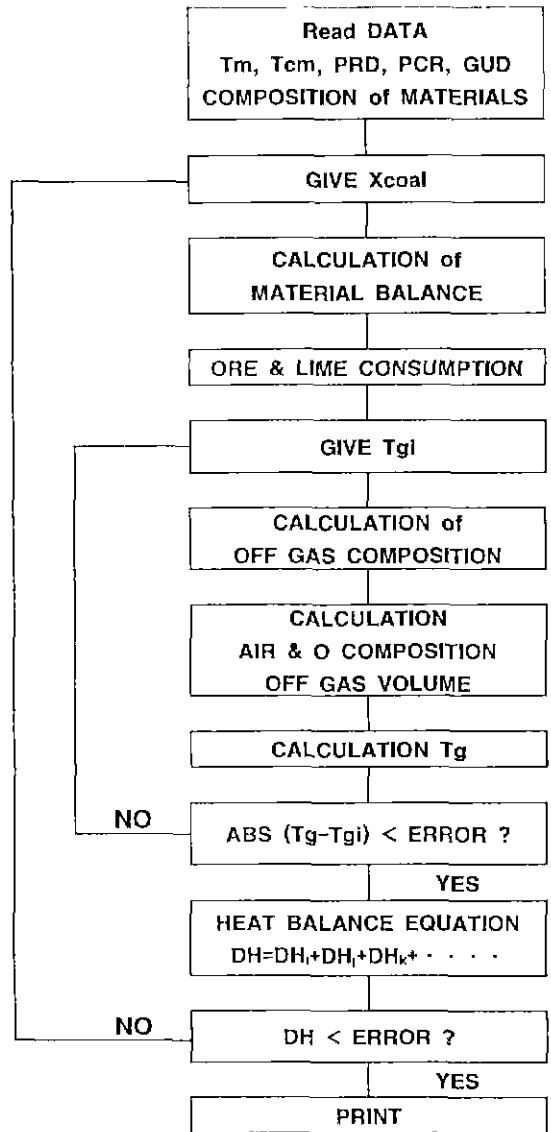 Read DATA
Tm, Tcm, PRD, PCR, GUD
COMPOSITION of MATERIALS
GIVE Xcoal
CALCULATION of
MATERIAL BALANCE
ORE & LIME CONSUMPTION
GIVE Tgi
CALCULATION of
OFF GAS COMPOSITION
CALCULATION
AIR & O COMPOSITION
OFF GAS VOLUME
CALCULATION Tg
NO
ABS (Tg-Tgi) < ERROR ?
YES
HEAT BALANCE EQUATION
DH=DHi+DHj+DHk+ · · · ·
NO
DH < ERROR ?
YES
PRINT